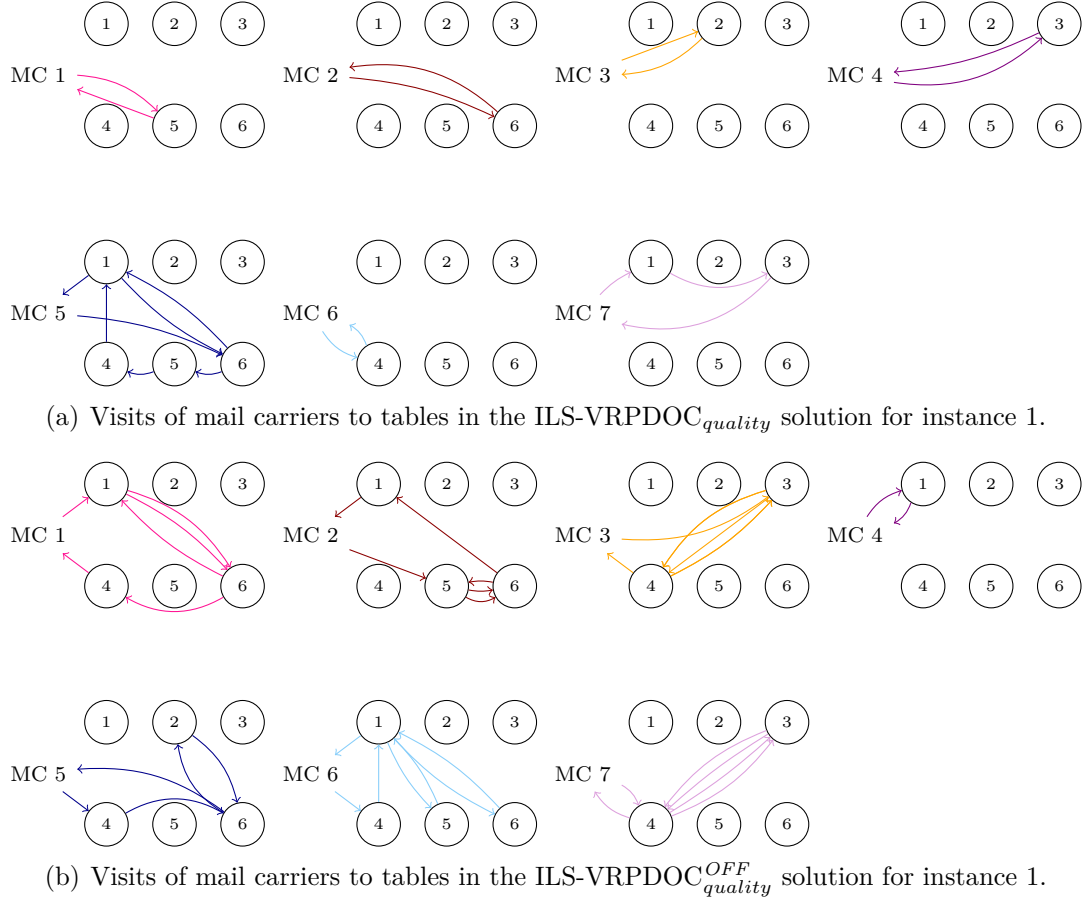 1 2 3 1 2 3 1 2 3 1 2 3
MC 1 MC 2 MC 3 MC 4
4 5 6 4 5 6 4 5 6 4 5 6
1 2 3 1 2 3 1 2 3
MC 5 MC 6 MC 7
4 5 6 4 5 6 4 5 6
(a) Visits of mail carriers to tables in the ILS-VRPDOC_{quality} solution for instance 1.
1 2 3 1 2 3 1 2 3 1 2 3
MC 1 MC 2 MC 3 MC 4
4 5 6 4 5 6 4 5 6 4 5 6
1 2 3 1 2 3 1 2 3
MC 5 MC 6 MC 7
4 5 6 4 5 6 4 5 6
(b) Visits of mail carriers to tables in the ILS-VRPDOC^{OFF}_{quality} solution for instance 1.